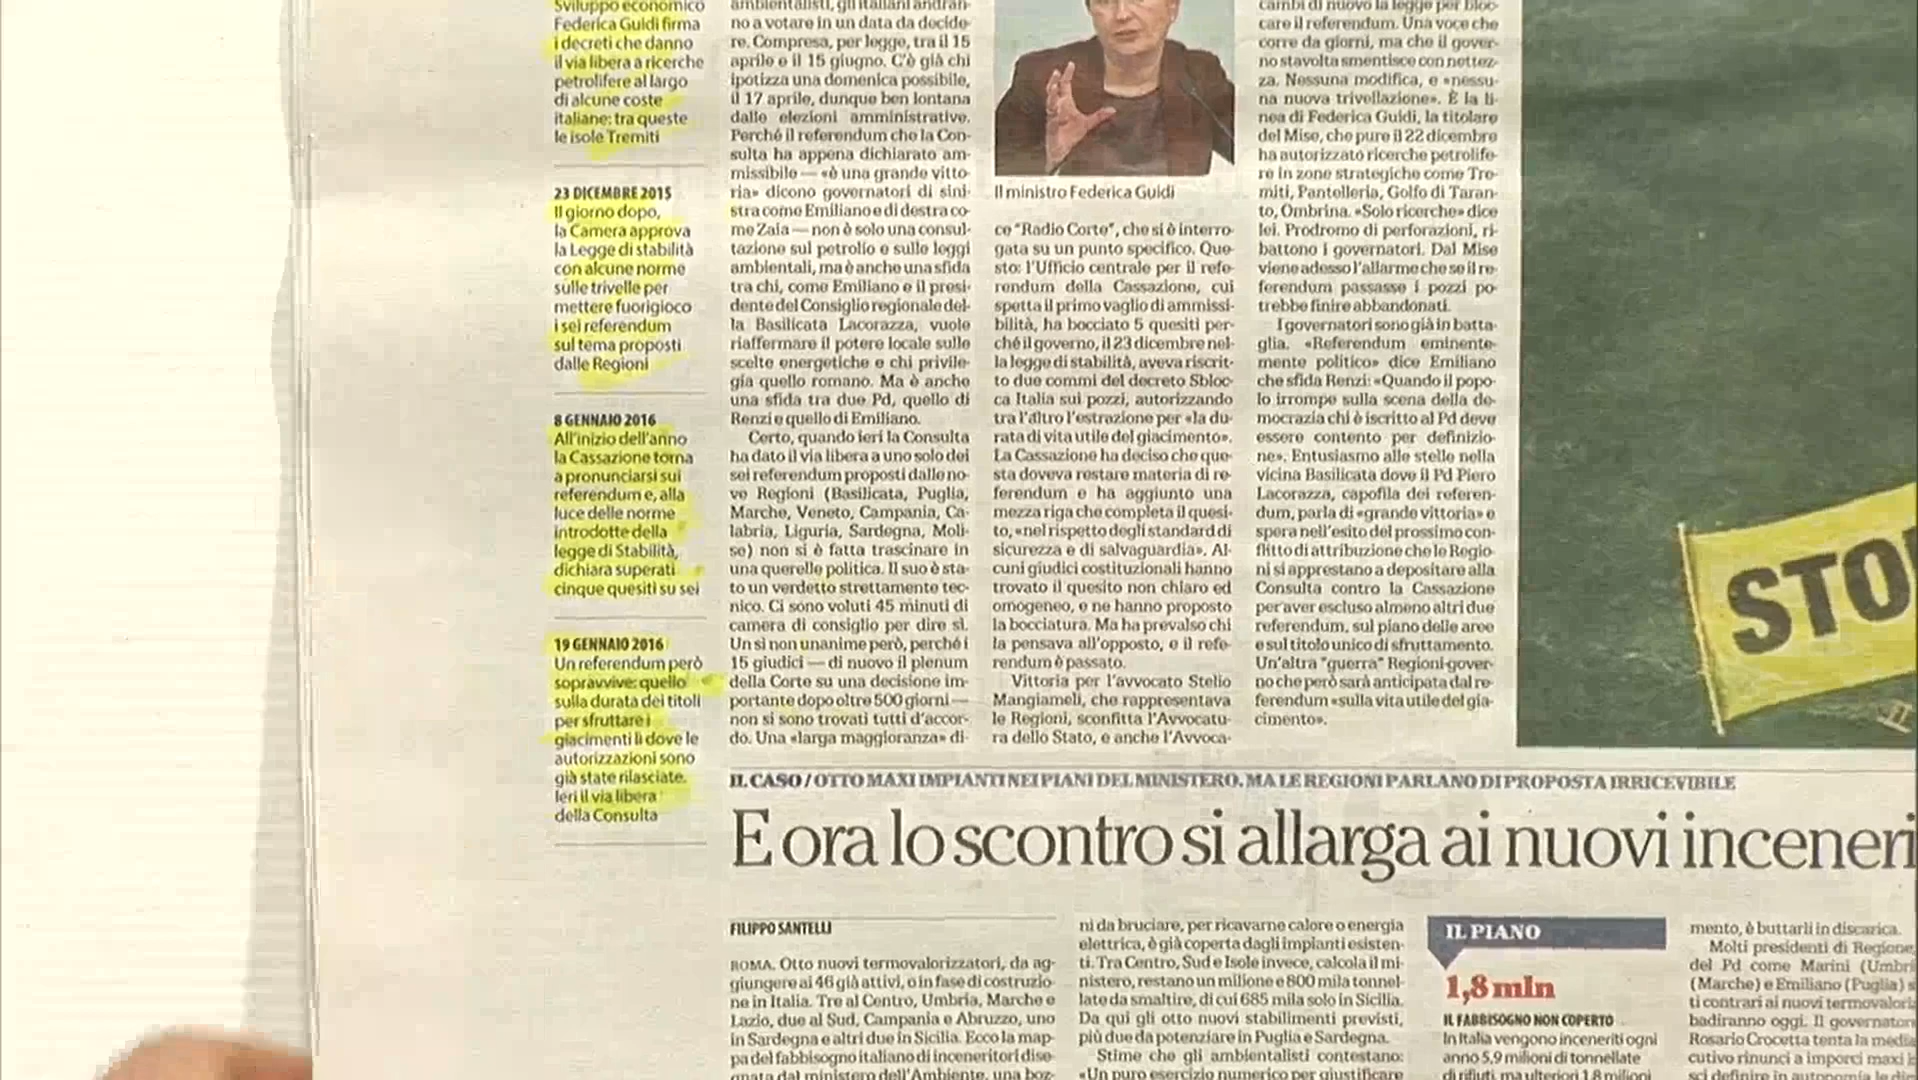 Sviluppo economico
Federica Guidi firma
i decreti che danno
il via libera a ricerche
petrolifere al largo
di alcune coste
italiane: tra queste
le isole Tremiti
23 DICEMBRE 2015
Il giorno dopo,
la Camera approva
la Legge di stabilità
con alcune norme
sulle trivelle per
mettere fuorigioco
i sei referendum
sul tema proposti
dalle Regioni
8 GENNAIO 2016
All'inizio dell'anno
la Cassazione torna
a pronunciarsi sui
referendum e, alla
luce delle norme
introdotte della
legge di Stabilità,
dichiara superati
cinque quesiti su sei
19 GENNAIO 2016
Un referendum però
sopravvive: quello
sulla durata dei titoli
per sfruttare i
giacimenti lì dove le
autorizzazioni sono
già state rilasciate.
Ieri il via libera
della Consulta
ambientalisti, gli italiani andran-
no a votare in un data da decide-
re. Compresa, per legge, tra il 15
aprile e il 15 giugno. C'è già chi
ipotizza una domenica possibile,
il 17 aprile, dunque ben lontana
dalle elezioni amministrative.
Perché il referendum che la Con-
sulta ha appena dichiarato am-
missibile — «è una grande vitto-
ria» dicono governatori di sini-
stra come Emiliano e di destra co-
me Zaia — non è solo una consul-
tazione sul petrolio e sulle leggi
ambientali, ma è anche una sfida
tra chi, come Emiliano e il presi-
dente del Consiglio regionale del-
la Basilicata Lacorazza, vuole
riaffermare il potere locale sulle
scelte energetiche e chi privile-
gia quello romano. Ma è anche
una sfida tra due Pd, quello di
Renzi e quello di Emiliano.
Certo, quando ieri la Consulta
ha dato il via libera a uno solo dei
sei referendum proposti dalle no-
ve Regioni (Basilicata, Puglia,
Marche, Veneto, Campania, Ca-
labria, Liguria, Sardegna, Moli-
se) non si è fatta trascinare in
una querelle politica. Il suo è sta-
to un verdetto strettamente tec-
nico. Ci sono voluti 45 minuti di
camera di consiglio per dire sì.
Un sì non unanime però, perché i
15 giudici — di nuovo il plenum
della Corte su una decisione im-
portante dopo oltre 500 giorni —
non si sono trovati tutti d'accor-
do. Una «larga maggioranza» di-
Il ministro Federica Guidi
ce "Radio Corte", che si è interro-
gata su un punto specifico. Que-
sto: l'Ufficio centrale per il refe-
rendum della Cassazione, cui
spetta il primo vaglio di ammissi-
bilità, ha bocciato 5 quesiti per-
ché il governo, il 23 dicembre nel-
la legge di stabilità, aveva riscrit-
to due commi del decreto Sbloc-
ca Italia sui pozzi, autorizzando
tra l'altro l'estrazione per «la du-
rata di vita utile del giacimento».
La Cassazione ha deciso che que-
sta doveva restare materia di re-
ferendum e ha aggiunto una
mezza riga che completa il quesi-
to, «nel rispetto degli standard di
sicurezza e di salvaguardia». Al-
cuni giudici costituzionali hanno
trovato il quesito non chiaro ed
omogeneo, e ne hanno proposto
la bocciatura. Ma ha prevalso chi
la pensava all'opposto, e il refe-
rendum è passato.
Vittoria per l'avvocato Stelio
Mangiameli, che rappresentava
le Regioni, sconfitta l'Avvocatu-
ra dello Stato, e anche l'Avvoca-
cambi di nuovo la legge per bloc-
care il referendum. Una voce che
corre da giorni, ma che il gover-
no stavolta smentisce con nettez-
za. Nessuna modifica, e «nessu-
na nuova trivellazione». È la li-
nea di Federica Guidi, la titolare
del Mise, che pure il 22 dicembre
ha autorizzato ricerche petrolife-
re in zone strategiche come Tre-
miti, Pantelleria, Golfo di Taran-
to, Ombrina. «Solo ricerche» dice
lei. Prodromo di perforazioni, ri-
battono i governatori. Dal Mise
viene adesso l'allarme che se il re-
ferendum passasse i pozzi po-
trebbe finire abbandonati.
I governatori sono già in batta-
glia. «Referendum eminente-
mente politico» dice Emiliano
che sfida Renzi: «Quando il popo-
lo irrompe sulla scena della de-
mocrazia chi è iscritto al Pd deve
essere contento per definizio-
ne». Entusiasmo alle stelle nella
vicina Basilicata dove il Pd Piero
Lacorazza, capofila dei referen-
dum, parla di «grande vittoria» e
spera nell'esito del prossimo con-
flitto di attribuzione che le Regio-
ni si apprestano a depositare alla
Consulta contro la Cassazione
per aver escluso almeno altri due
referendum, sul piano delle aree
e sul titolo unico di sfruttamento.
Un'altra "guerra" Regioni-gover-
no che però sarà anticipata dal re-
ferendum «sulla vita utile del gia-
cimento».
STO
IL CASO / OTTO MAXI IMPIANTI NEI PIANI DEL MINISTERO. MA LE REGIONI PARLANO DI PROPOSTA IRRICEVIBILE
E ora lo scontro si allarga ai nuovi inceneri
FILIPPO SANTELLI
ROMA. Otto nuovi termovalorizzatori, da ag-
giungere ai 46 già attivi, o in fase di costruzio-
ne in Italia. Tre al Centro, Umbria, Marche e
Lazio, due al Sud, Campania e Abruzzo, uno
in Sardegna e altri due in Sicilia. Ecco la map-
pa del fabbisogno italiano di inceneritori dise-
gnata dal ministero dell'Ambiente, una boz-
ni da bruciare, per ricavarne calore o energia
elettrica, è già coperta dagli impianti esisten-
ti. Tra Centro, Sud e Isole invece, calcola il mi-
nistero, restano un milione e 800 mila tonnel-
late da smaltire, di cui 685 mila solo in Sicilia.
Da qui gli otto nuovi stabilimenti previsti,
più due da potenziare in Puglia e Sardegna.
Stime che gli ambientalisti contestano:
«Un puro esercizio numerico per giustificare
IL PIANO
1,8 mln
IL FABBISOGNO NON COPERTO
In Italia vengono inceneriti ogni
anno 5,9 milioni di tonnellate
di rifiuti, ma ulteriori 1,8 milioni
mento, è buttarli in discarica.
Molti presidenti di Regione,
del Pd come Marini (Umbri
(Marche) e Emiliano (Puglia) s
ti contrari ai nuovi termovalori
badiranno oggi. Il governator
Rosario Crocetta tenta la media
cutivo rinunci a imporci maxi i
sci definire in autonomia le di